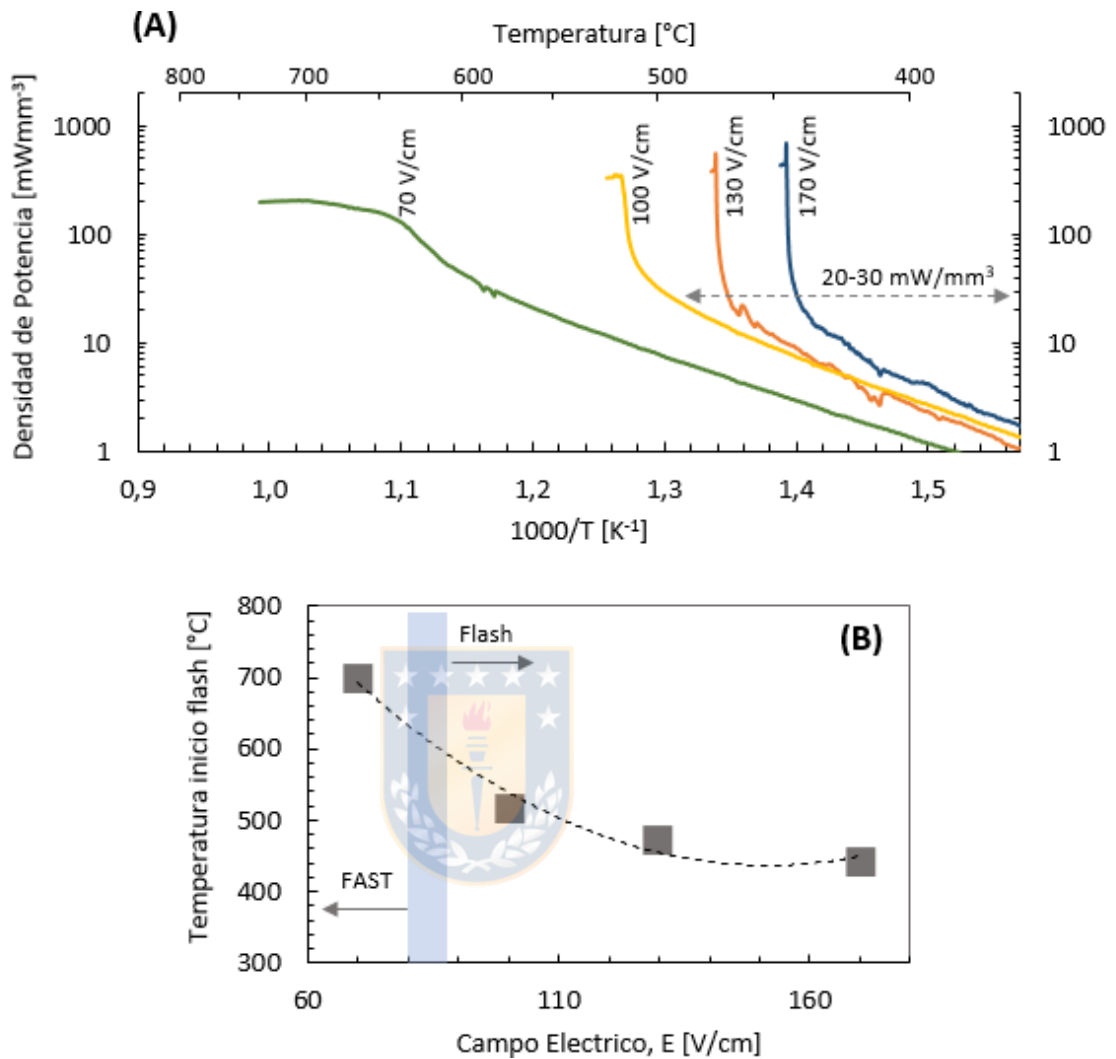 (A)
Temperatura [°C]
800 700 600 500 400
Densidad de Potencia [mWmm⁻³]
1000 1000
100 100
10 10
1 1
70 V/cm
100 V/cm
130 V/cm
170 V/cm
20-30 mW/mm³
0,9 1,0 1,1 1,2 1,3 1,4 1,5
1000/T [K⁻¹]
(B)
Temperatura inicio flash [°C]
800
700
600
500
400
300
Flash
FAST
60 110 160
Campo Electrico, E [V/cm]